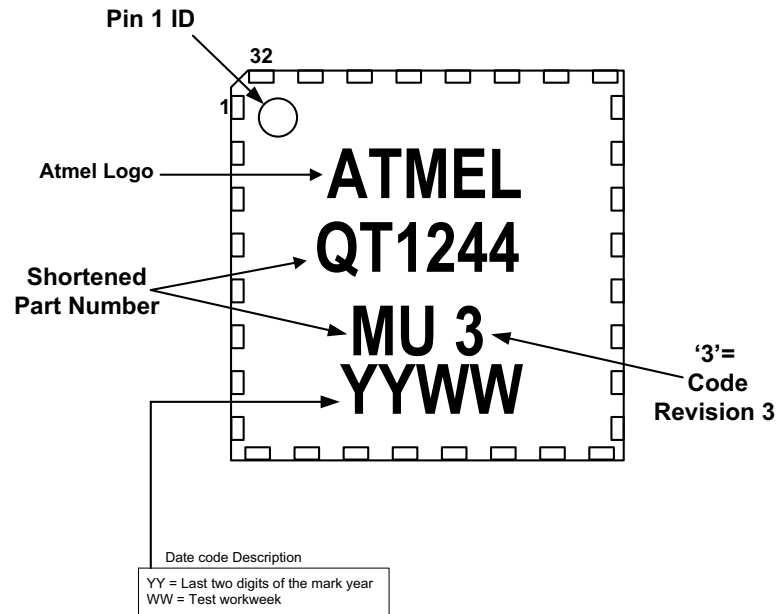 Pin 1 ID
32
1
Atmel Logo
ATMEL
QT1244
Shortened
Part Number
MU 3
‘3’=
Code
Revision 3
YYWW
Date code Description
YY = Last two digits of the mark year
WW = Test workweek